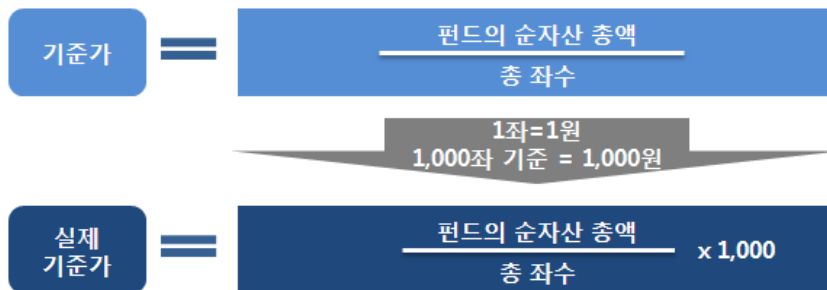 기준가
=
펀드의 순자산 총액
총 좌수
1좌=1원
1,000좌 기준 = 1,000원
실제
기준가
=
펀드의 순자산 총액
총 좌수
x 1,000